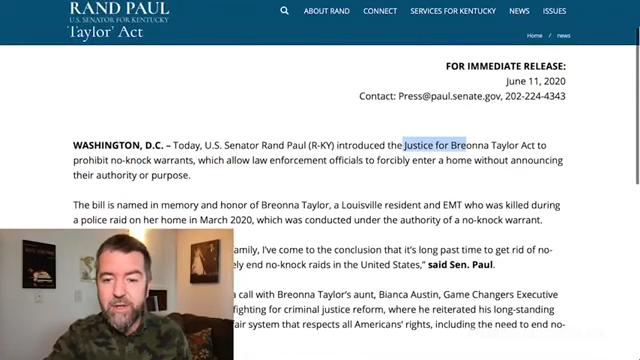 RAND PAUL
U.S. SENATOR FOR KENTUCKY
ABOUT RAND CONNECT SERVICES FOR KENTUCKY NEWS ISSUES
Taylor' Act
Home / news
FOR IMMEDIATE RELEASE:
June 11, 2020
Contact: Press@paul.senate.gov, 202-224-4343
WASHINGTON, D.C. – Today, U.S. Senator Rand Paul (R-KY) introduced the Justice for Breonna Taylor Act to
prohibit no-knock warrants, which allow law enforcement officials to forcibly enter a home without announcing
their authority or purpose.
The bill is named in memory and honor of Breonna Taylor, a Louisville resident and EMT who was killed during
a police raid on her home in March 2020, which was conducted under the authority of a no-knock warrant.
family, I've come to the conclusion that it's long past time to get rid of no-
ely end no-knock raids in the United States," said Sen. Paul.
a call with Breonna Taylor's aunt, Bianca Austin, Game Changers Executive
fighting for criminal justice reform, where he reiterated his long-standing
fair system that respects all Americans' rights, including the need to end no-